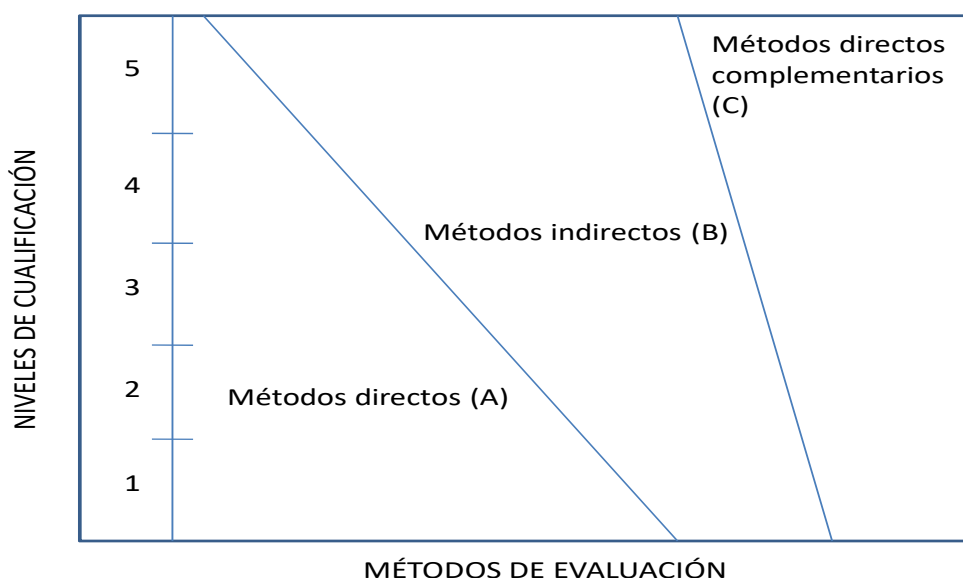 NIVELES DE CUALIFICACIÓN
5
4
3
2
1
Métodos directos
complementarios
(C)
Métodos indirectos (B)
Métodos directos (A)
MÉTODOS DE EVALUACIÓN